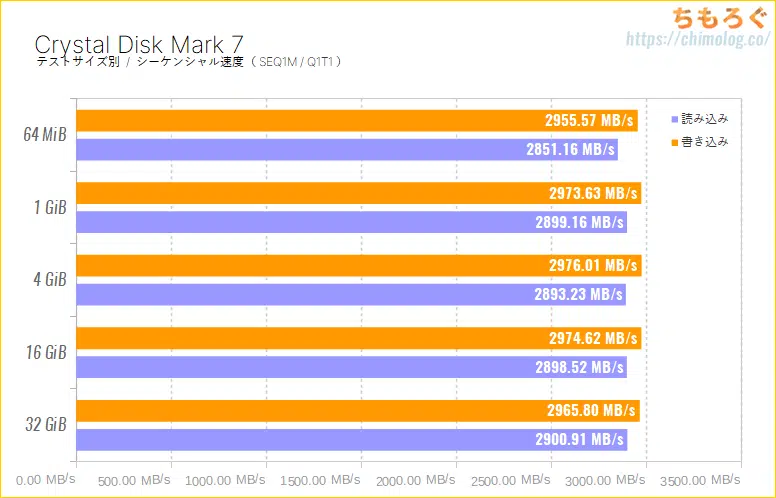 ちもろぐ
https://chimolog.co/
Crystal Disk Mark 7
テストサイズ別 / シーケンシャル速度（ SEQ1M / Q1T1 ）
読み込み
書き込み
64 MiB
2955.57 MB/s
2851.16 MB/s
1 GiB
2973.63 MB/s
2899.16 MB/s
4 GiB
2976.01 MB/s
2893.23 MB/s
16 GiB
2974.62 MB/s
2898.52 MB/s
32 GiB
2965.80 MB/s
2900.91 MB/s
0.00 MB/s 500.00 MB/s 1000.00 MB/s 1500.00 MB/s 2000.00 MB/s 2500.00 MB/s 3000.00 MB/s 3500.00 MB/s